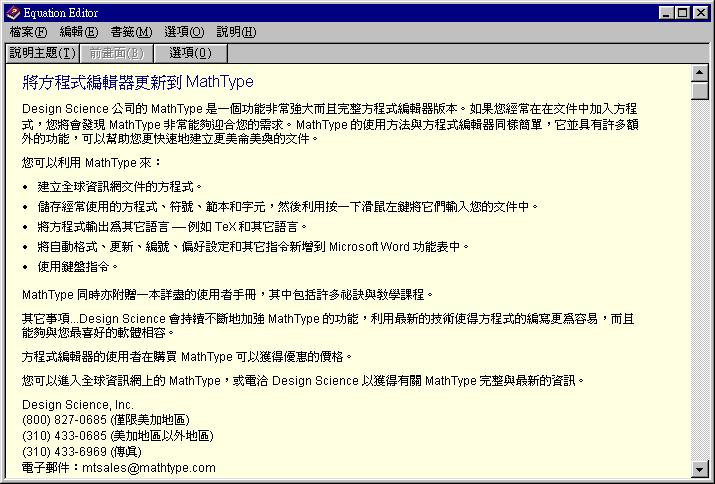 Equation Editor
檔案(F) 編輯(E) 書籤(M) 選項(O) 說明(H)
說明主題(T) 前畫面(B) 選項(O)
將方程式編輯器更新到 MathType
Design Science 公司的 MathType 是一個功能非常強大而且完整方程式編輯器版本。如果您經常在在文件中加入方程
式，您將會發現 MathType 非常能夠迎合您的需求。MathType 的使用方法與方程式編輯器同樣簡單，它並具有許多額
外的功能，可以幫助您更快速地建立更美侖美奐的文件。
您可以利用 MathType 來：
• 建立全球資訊網文件的方程式。
• 儲存經常使用的方程式、符號、範本和字元，然後利用按一下滑鼠左鍵將它們輸入您的文件中。
• 將方程式輸出為其它語言 — 例如 TeX 和其它語言。
• 將自動格式、更新、編號、偏好設定和其它指令新增到 Microsoft Word 功能表中。
• 使用鍵盤指令。
MathType 同時亦附贈一本詳盡的使用者手冊，其中包括許多祕訣與教學課程。
其它事項...Design Science 會持續不斷地加強 MathType 的功能，利用最新的技術使得方程式的編寫更為容易，而且
能夠與您最喜好的軟體相容。
方程式編輯器的使用者在購買 MathType 可以獲得優惠的價格。
您可以進入全球資訊網上的 MathType，或電洽 Design Science 以獲得有關 MathType 完整與最新的資訊。
Design Science, Inc.
(800) 827-0685 (僅限美加地區)
(310) 433-0685 (美加地區以外地區)
(310) 433-6969 (傳真)
電子郵件：mtsales@mathtype.com